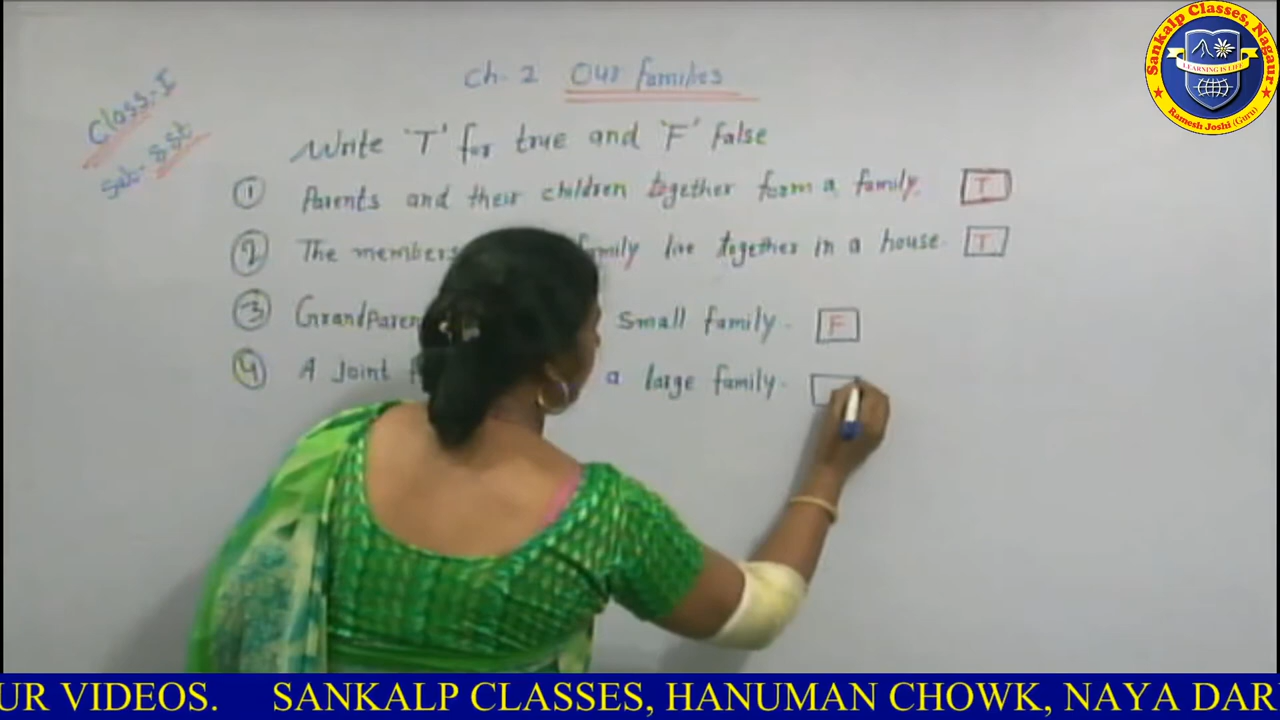 Class-I
Sub- SSt
Ch- 2 Our families
Write 'T' for true and 'F' false
1 Parents and their children together form a family. T
2 The members family live together in a house. T
3 small family. F
4 A Joint a large family.
Sankalp Classes, Nagaur
LEARNING IS LIFE
Ramesh Joshi (Guru)
UR VIDEOS. SANKALP CLASSES, HANUMAN CHOWK, NAYA DAR